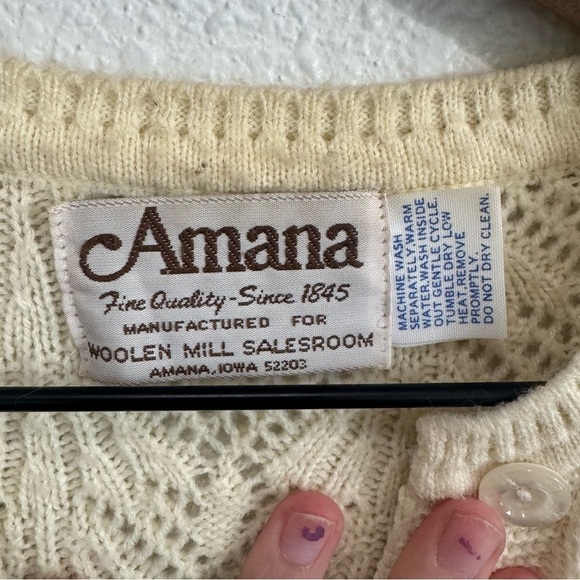 Amana
Fine Quality-Since 1845
MANUFACTURED FOR
WOOLEN MILL SALESROOM
AMANA, IOWA 52203
MACHINE WASH
SEPARATELY, WARM
WATER, WASH INSIDE
OUT GENTLE CYCLE.
TUMBLE DRY LOW
HEAT. REMOVE
PROMPTLY.
DO NOT DRY CLEAN.